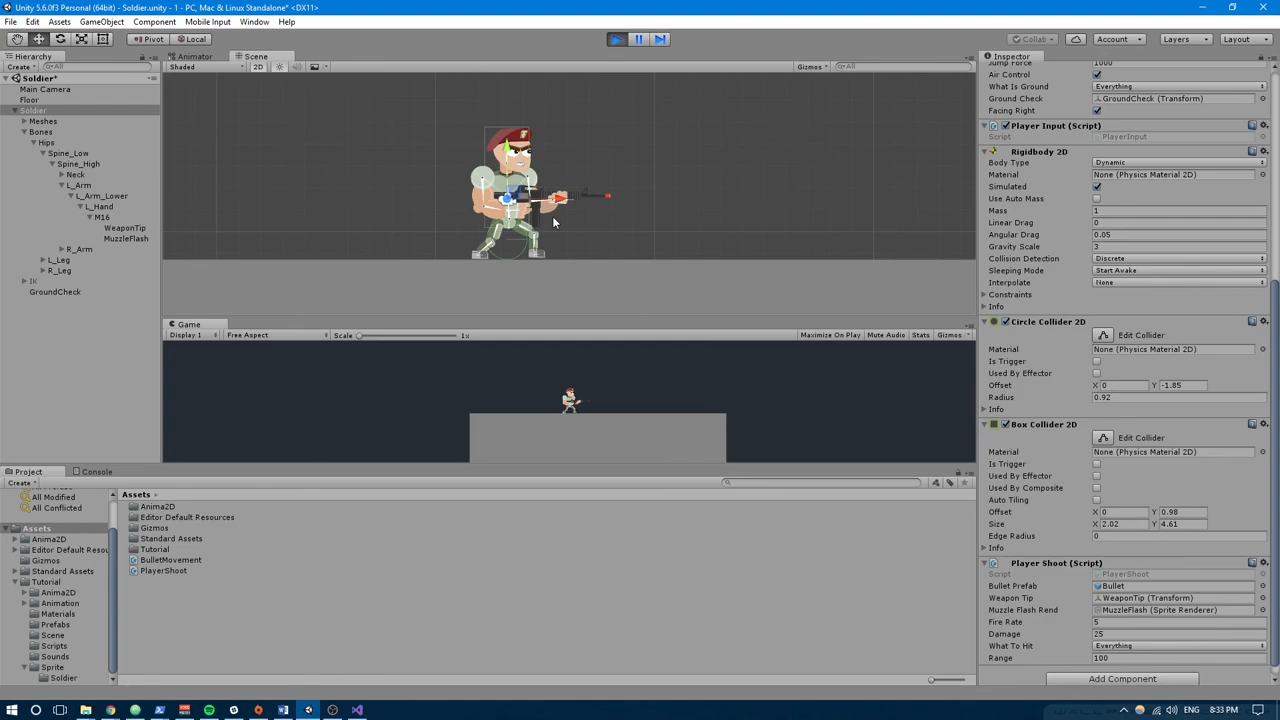 Unity 5.6.0f3 Personal (64bit) - Soldier.unity - 1 - PC, Mac & Linux Standalone* <DX11>
File Edit Assets GameObject Component Mobile Input Window Help
Pivot Local Collab Account Layers Layout
Hierarchy Animator Scene Inspector
Create All Shaded 2D Gizmos All
Soldier*
Main Camera
Floor
Soldier
Meshes
Bones
Hips
Spine_Low
Spine_High
Neck
L_Arm
L_Arm_Lower
L_Hand
M16
WeaponTip
MuzzleFlash
R_Arm
L_Leg
R_Leg
IK
GroundCheck
Game
Display 1 Free Aspect Scale 1x Maximize On Play Mute Audio Stats Gizmos
Project Console
Create
All Modified
All Conflicted
Assets
Anima2D
Editor Default Resou
Gizmos
Standard Assets
Tutorial
Anima2D
Animation
Materials
Prefabs
Scene
Scripts
Sounds
Sprite
Soldier
Assets
Anima2D
Editor Default Resources
Gizmos
Standard Assets
Tutorial
BulletMovement
PlayerShoot
Jump Force 1000
Air Control
What Is Ground Everything
Ground Check GroundCheck (Transform)
Facing Right
Player Input (Script)
Script PlayerInput
Rigidbody 2D
Body Type Dynamic
Material None (Physics Material 2D)
Simulated
Use Auto Mass
Mass 1
Linear Drag 0
Angular Drag 0.05
Gravity Scale 3
Collision Detection Discrete
Sleeping Mode Start Awake
Interpolate None
Constraints
Info
Circle Collider 2D
Edit Collider
Material None (Physics Material 2D)
Is Trigger
Used By Effector
Offset X 0 Y -1.85
Radius 0.92
Info
Box Collider 2D
Edit Collider
Material None (Physics Material 2D)
Is Trigger
Used By Effector
Used By Composite
Auto Tiling
Offset X 0 Y 0.98
Size X 2.02 Y 4.61
Edge Radius 0
Info
Player Shoot (Script)
Script PlayerShoot
Bullet Prefab Bullet
Weapon Tip WeaponTip (Transform)
Muzzle Flash Rend MuzzleFlash (Sprite Renderer)
Fire Rate 5
Damage 25
What To Hit Everything
Range 100
Add Component
ENG 8:33 PM